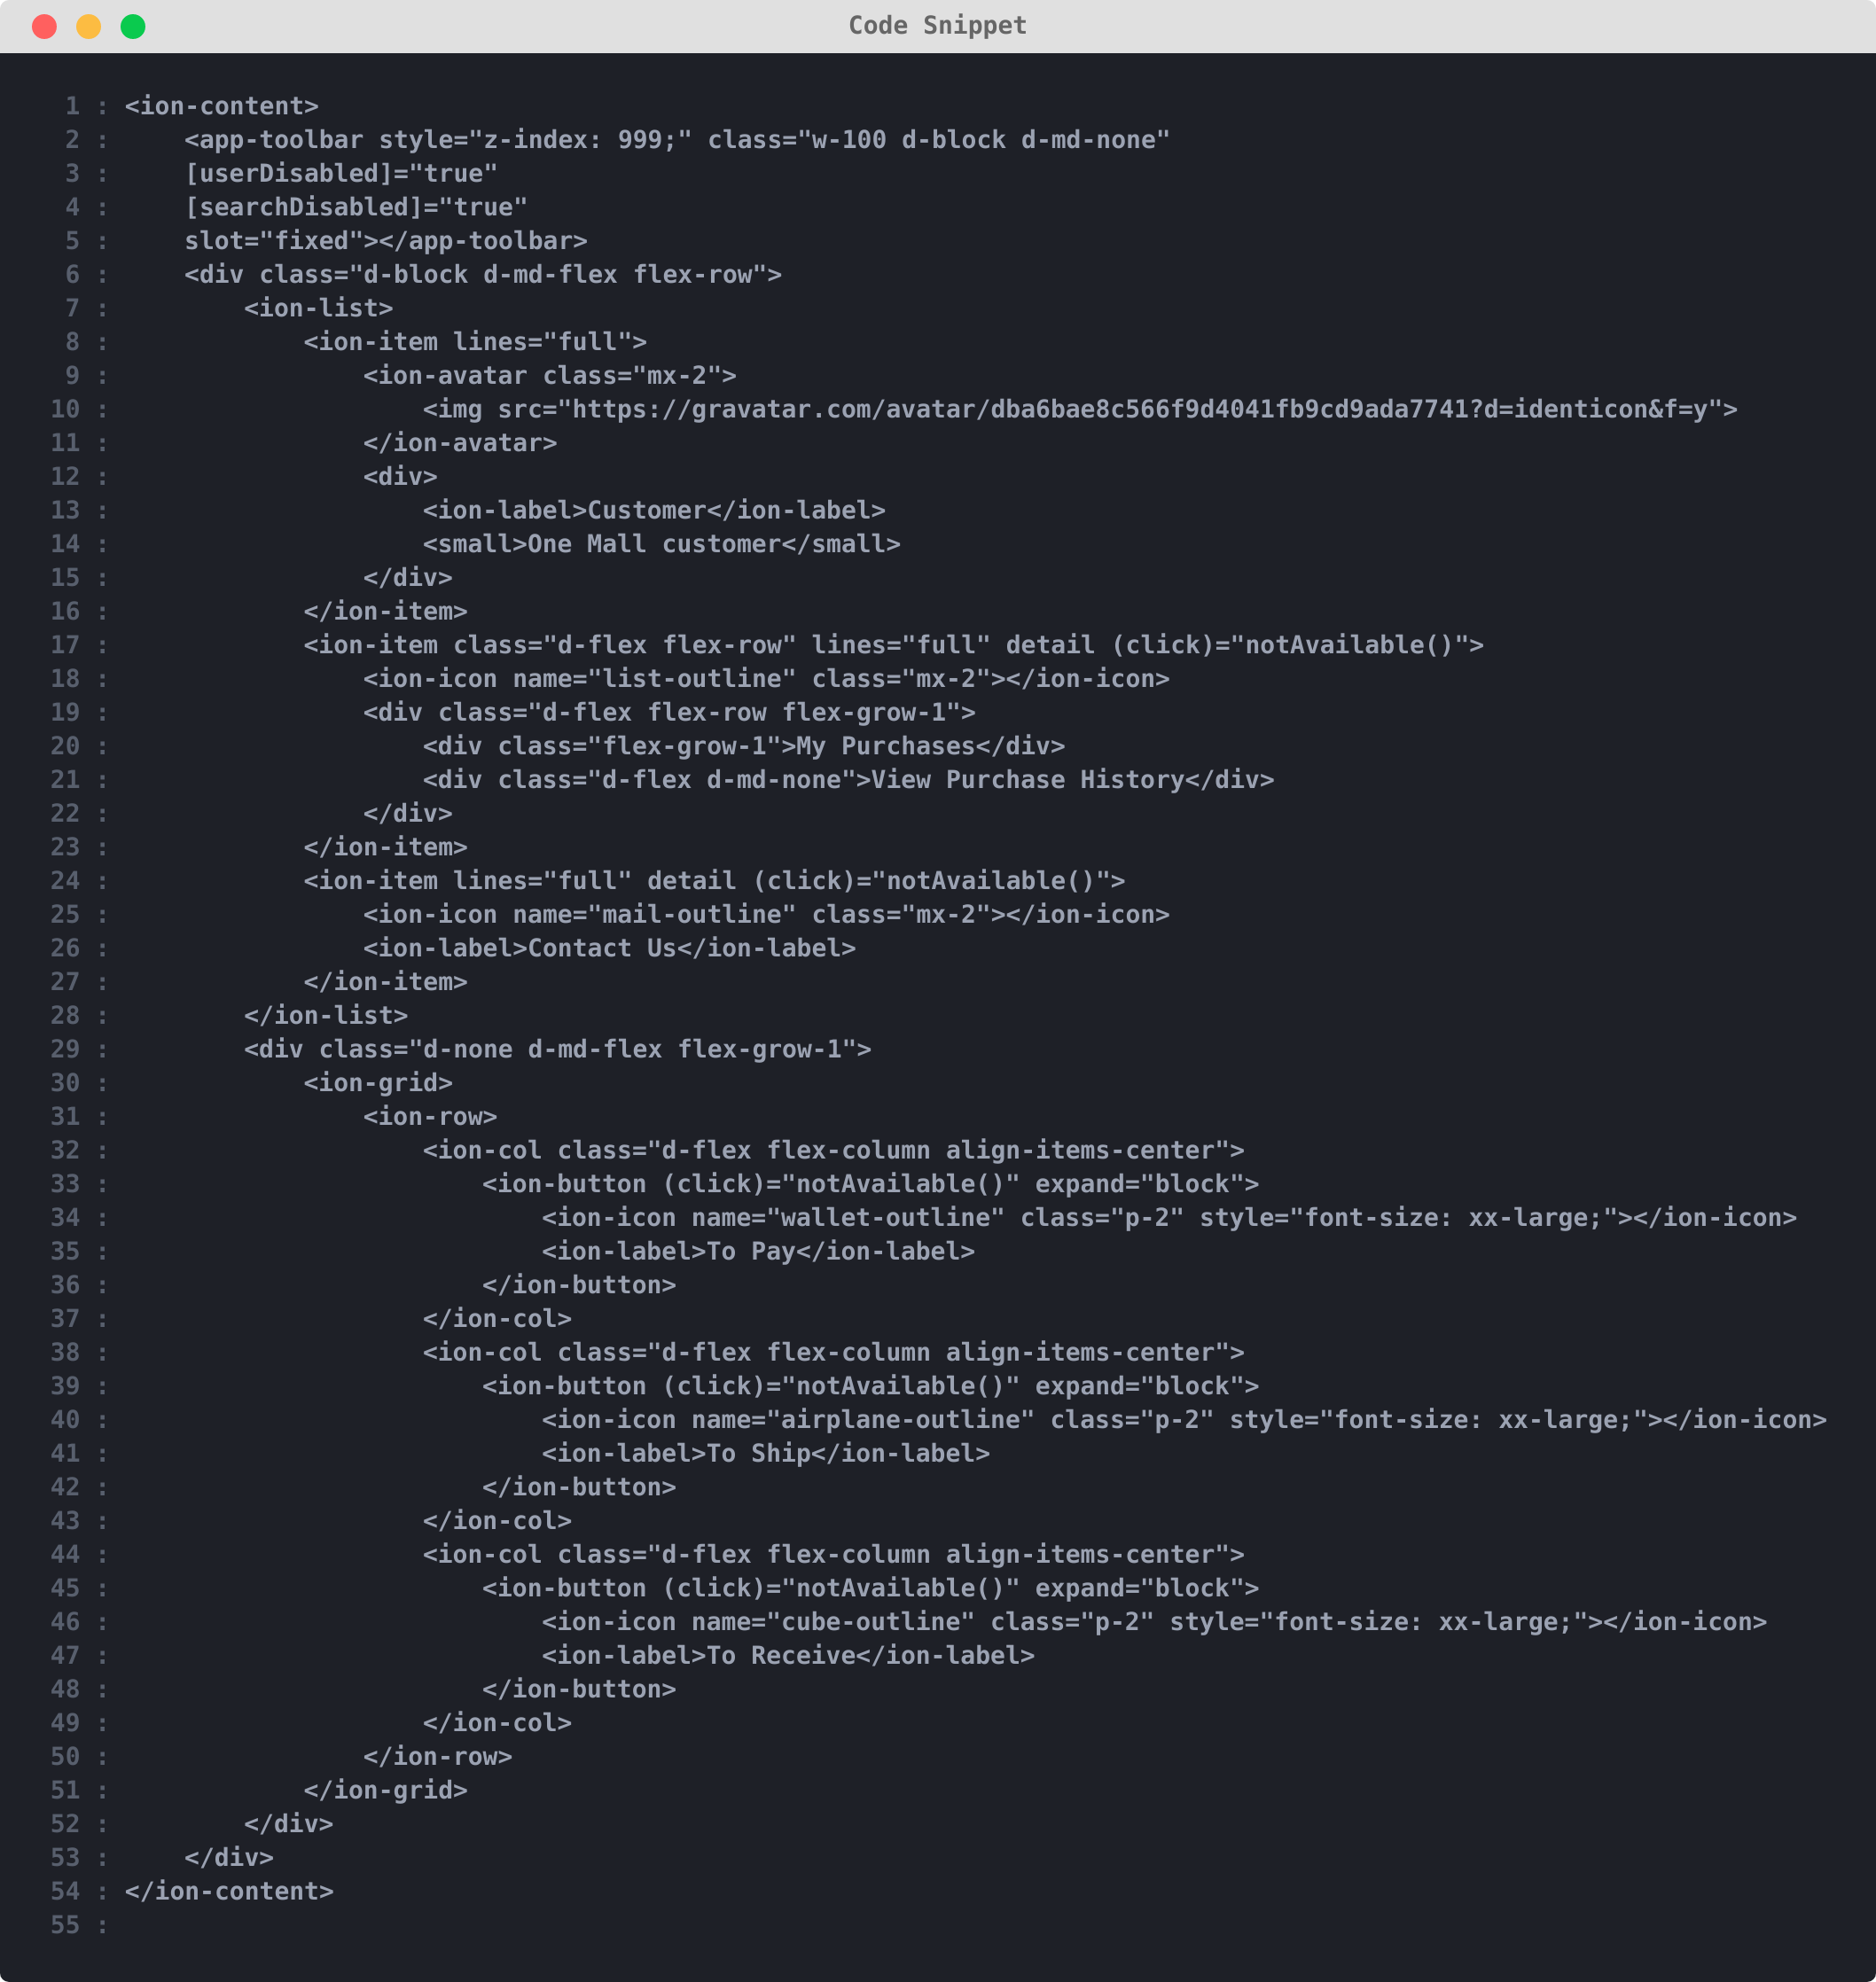 Code Snippet
1 : <ion-content>
2 :     <app-toolbar style="z-index: 999;" class="w-100 d-block d-md-none"
3 :     [userDisabled]="true"
4 :     [searchDisabled]="true"
5 :     slot="fixed"></app-toolbar>
6 :     <div class="d-block d-md-flex flex-row">
7 :         <ion-list>
8 :             <ion-item lines="full">
9 :                 <ion-avatar class="mx-2">
10 :                     <img src="https://gravatar.com/avatar/dba6bae8c566f9d4041fb9cd9ada7741?d=identicon&f=y">
11 :                 </ion-avatar>
12 :                 <div>
13 :                     <ion-label>Customer</ion-label>
14 :                     <small>One Mall customer</small>
15 :                 </div>
16 :             </ion-item>
17 :             <ion-item class="d-flex flex-row" lines="full" detail (click)="notAvailable()">
18 :                 <ion-icon name="list-outline" class="mx-2"></ion-icon>
19 :                 <div class="d-flex flex-row flex-grow-1">
20 :                     <div class="flex-grow-1">My Purchases</div>
21 :                     <div class="d-flex d-md-none">View Purchase History</div>
22 :                 </div>
23 :             </ion-item>
24 :             <ion-item lines="full" detail (click)="notAvailable()">
25 :                 <ion-icon name="mail-outline" class="mx-2"></ion-icon>
26 :                 <ion-label>Contact Us</ion-label>
27 :             </ion-item>
28 :         </ion-list>
29 :         <div class="d-none d-md-flex flex-grow-1">
30 :             <ion-grid>
31 :                 <ion-row>
32 :                     <ion-col class="d-flex flex-column align-items-center">
33 :                         <ion-button (click)="notAvailable()" expand="block">
34 :                             <ion-icon name="wallet-outline" class="p-2" style="font-size: xx-large;"></ion-icon>
35 :                             <ion-label>To Pay</ion-label>
36 :                         </ion-button>
37 :                     </ion-col>
38 :                     <ion-col class="d-flex flex-column align-items-center">
39 :                         <ion-button (click)="notAvailable()" expand="block">
40 :                             <ion-icon name="airplane-outline" class="p-2" style="font-size: xx-large;"></ion-icon>
41 :                             <ion-label>To Ship</ion-label>
42 :                         </ion-button>
43 :                     </ion-col>
44 :                     <ion-col class="d-flex flex-column align-items-center">
45 :                         <ion-button (click)="notAvailable()" expand="block">
46 :                             <ion-icon name="cube-outline" class="p-2" style="font-size: xx-large;"></ion-icon>
47 :                             <ion-label>To Receive</ion-label>
48 :                         </ion-button>
49 :                     </ion-col>
50 :                 </ion-row>
51 :             </ion-grid>
52 :         </div>
53 :     </div>
54 : </ion-content>
55 :